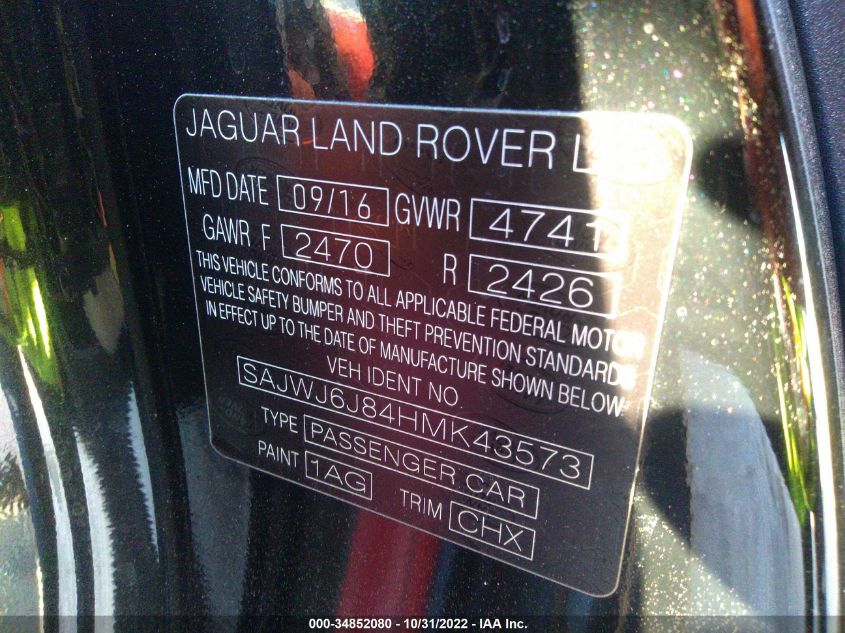 JAGUAR LAND ROVER
MFD DATE 09/16 GVWR 4741
GAWR F 2470 R 2426
THIS VEHICLE CONFORMS TO ALL APPLICABLE FEDERAL MOTOR
VEHICLE SAFETY BUMPER AND THEFT PREVENTION STANDARDS
IN EFFECT UP TO THE DATE OF MANUFACTURE SHOWN BELOW
VEH IDENT NO
SAJWJ6J84HMK43573
TYPE PASSENGER CAR
PAINT 1AG TRIM CHX
000-34852080 - 10/31/2022 - IAA Inc.